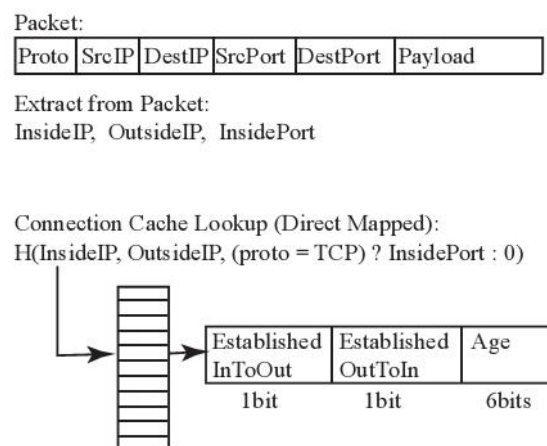 Packet:
Proto SrcIP DestIP SrcPort DestPort Payload
Extract from Packet:
InsideIP, OutsideIP, InsidePort
Connection Cache Lookup (Direct Mapped):
H(InsideIP, OutsideIP, (proto = TCP) ? InsidePort : 0)
Established Established Age
InToOut OutToIn
1bit 1bit 6bits